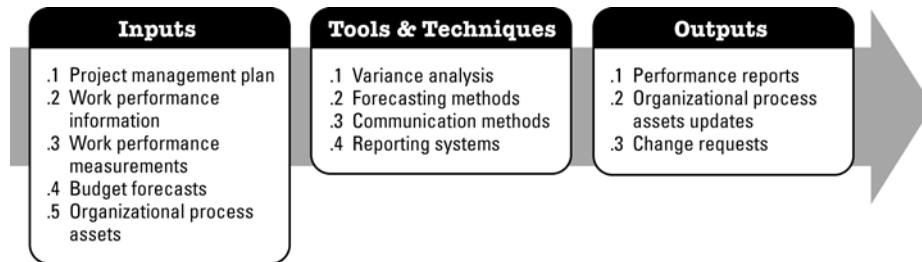 Inputs
.1 Project management plan
.2 Work performance
information
.3 Work performance
measurements
.4 Budget forecasts
.5 Organizational process
assets
Tools & Techniques
.1 Variance analysis
.2 Forecasting methods
.3 Communication methods
.4 Reporting systems
Outputs
.1 Performance reports
.2 Organizational process
assets updates
.3 Change requests